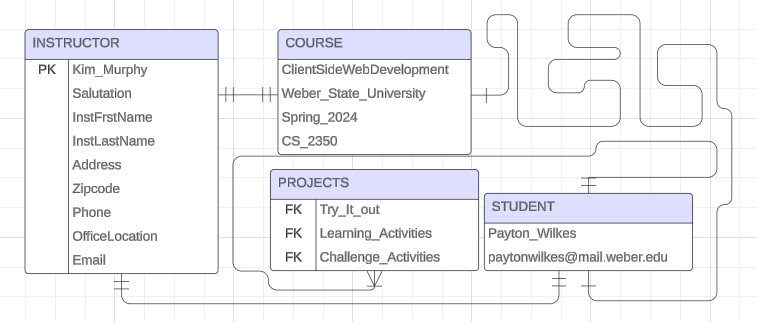 INSTRUCTOR
PK Kim_Murphy
Salutation
InstFrstName
InstLastName
Address
Zipcode
Phone
OfficeLocation
Email
COURSE
ClientSideWebDevelopment
Weber_State_University
Spring_2024
CS_2350
PROJECTS
FK Try_It_out
FK Learning_Activities
FK Challenge_Activities
STUDENT
Payton_Wilkes
paytonwilkes@mail.weber.edu